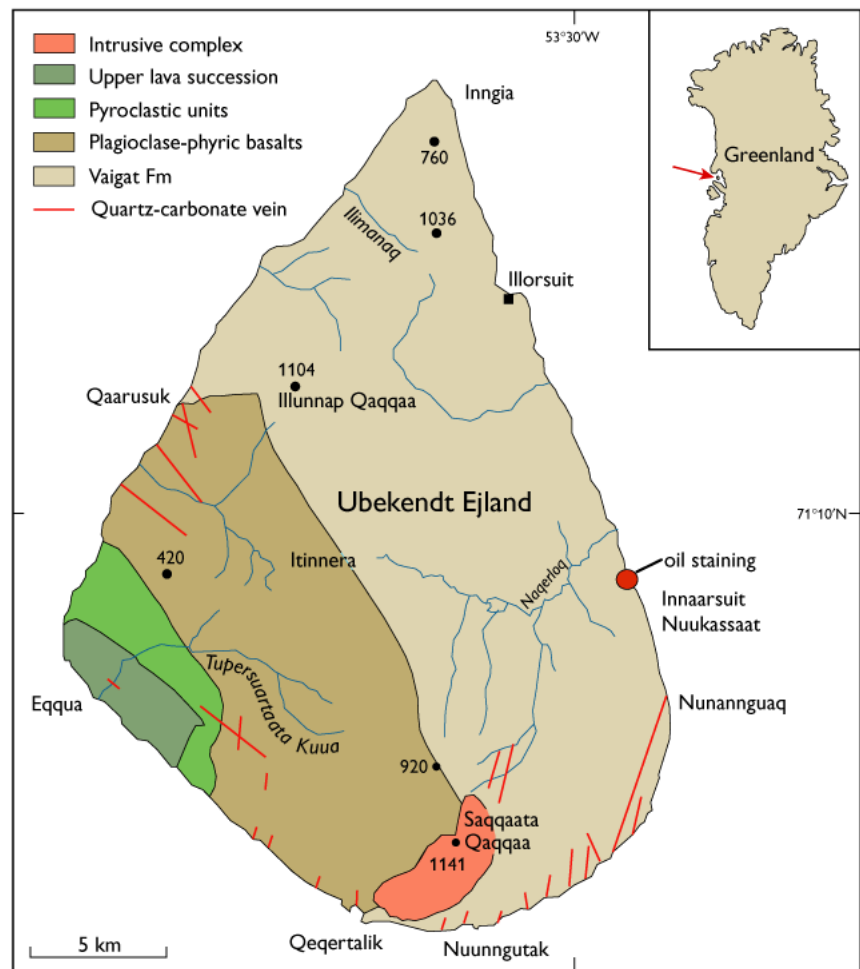 Intrusive complex
Upper lava succession
Pyroclastic units
Plagioclase-phyric basalts
Vaigat Fm
Quartz-carbonate vein
53°30'W
Greenland
Inngia
760
1036
Ilimanaq
Illorsuit
1104
Illunnap Qaqqaa
Qaarusuk
Ubekendt Ejland
71°10'N
420
Itinnera
oil staining
Naqerloq
Innaarsuit
Nuukassaat
Tupersuartaata Kuua
Eqqua
Nunannguaq
920
Saqqaata
Qaqqaa
1141
5 km
Qeqertalik
Nuunngutak